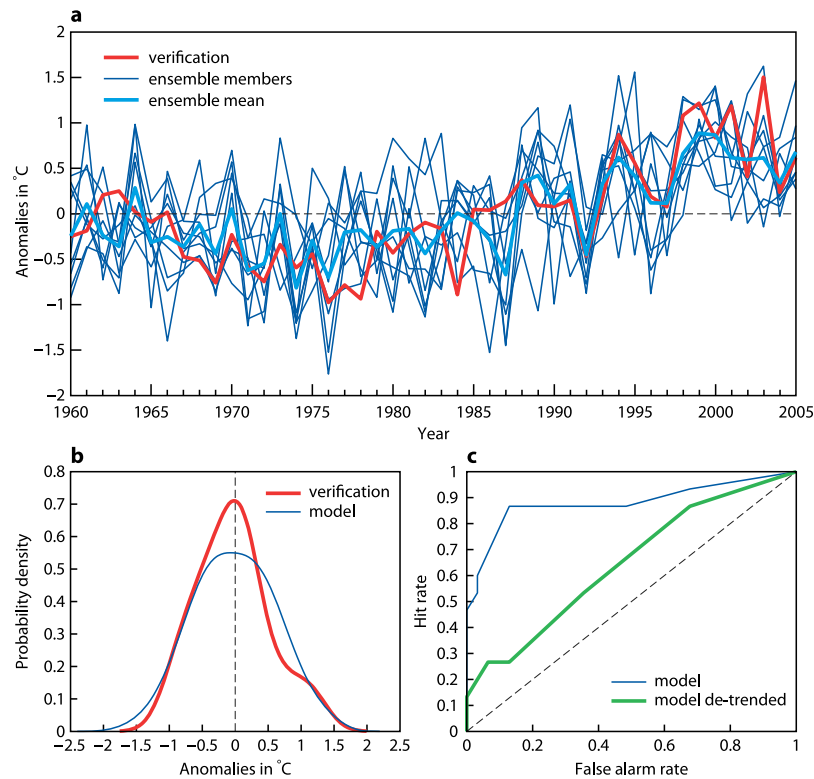 a
2
1.5
1
0.5
0
−0.5
−1
−1.5
−2
Anomalies in °C
verification
ensemble members
ensemble mean
1960 1965 1970 1975 1980 1985 1990 1995 2000 2005
Year
b
0.8
0.7
0.6
0.5
0.4
0.3
0.2
0.1
0
Probability density
verification
model
−2.5 −2 −1.5 −1 −0.5 0 0.5 1 1.5 2 2.5
Anomalies in °C
c
1
0.9
0.8
0.7
0.6
0.5
0.4
0.3
0.2
0.1
0
Hit rate
model
model de-trended
0 0.2 0.4 0.6 0.8 1
False alarm rate